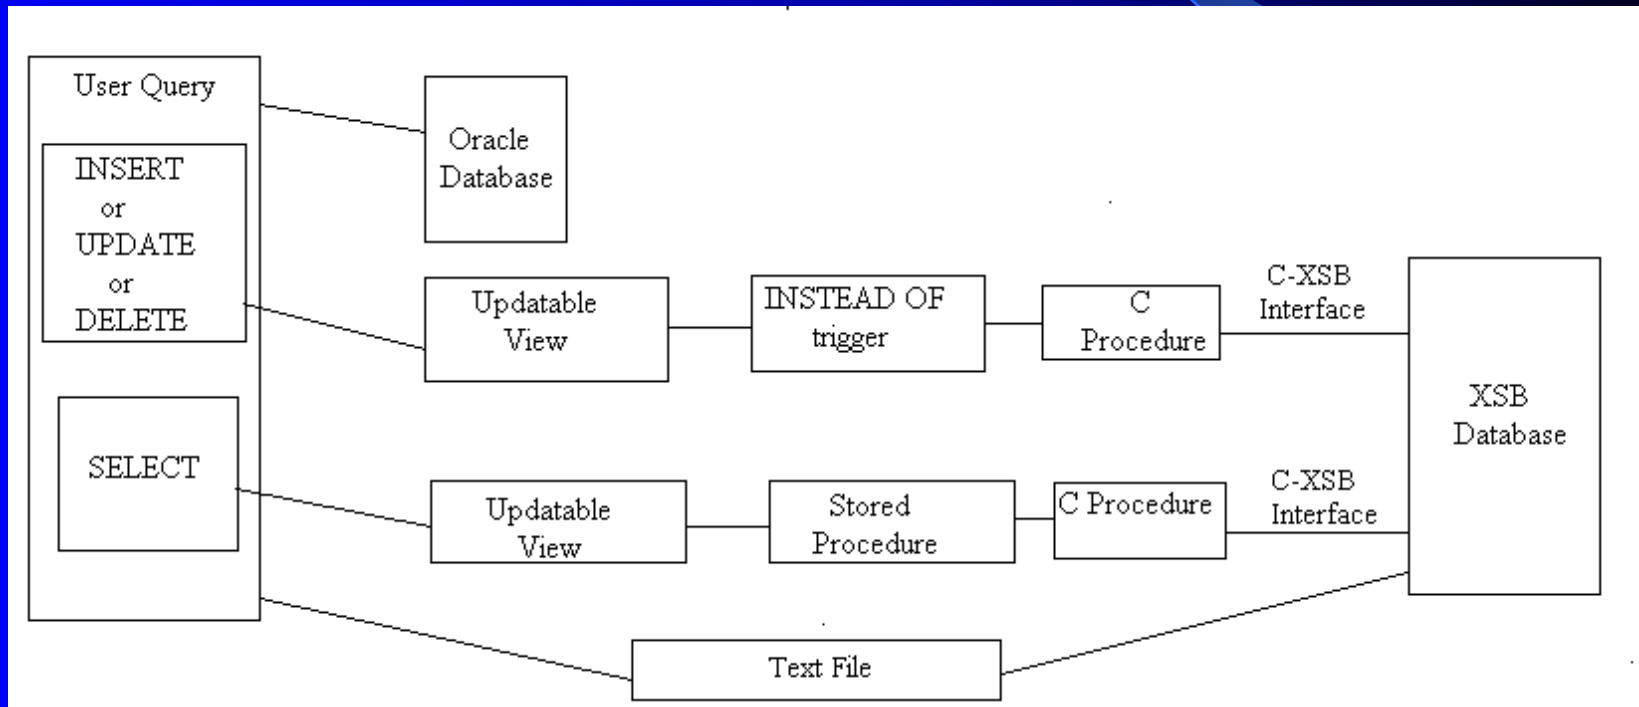 User Query
INSERT
or
UPDATE
or
DELETE
SELECT
Oracle
Database
Updatable
View
INSTEAD OF
trigger
C
Procedure
C-XSB
Interface
XSB
Database
Updatable
View
Stored
Procedure
C Procedure
C-XSB
Interface
Text File